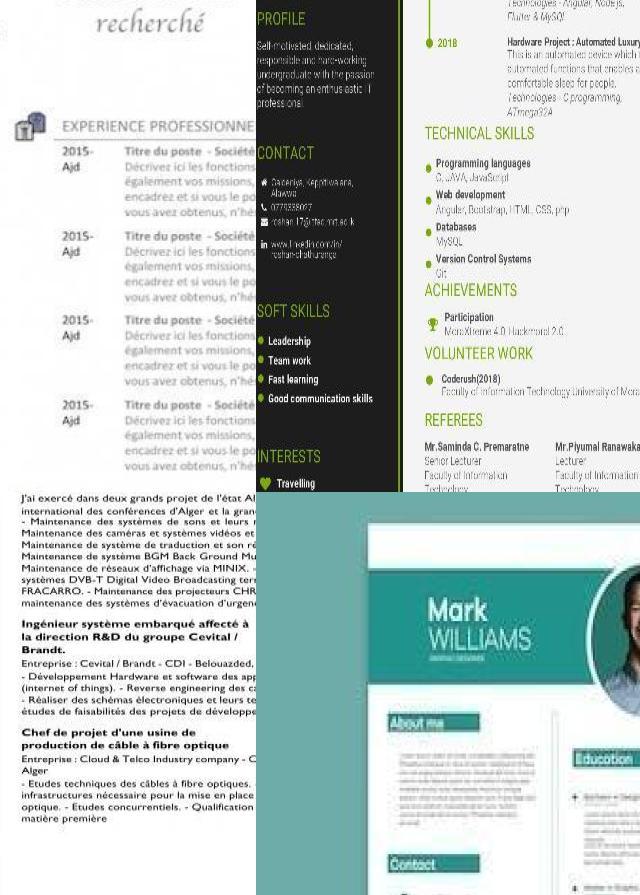 recherché
EXPERIENCE PROFESSIONNE
2015-
Ajd
Titre du poste - Société
Décrivez ici les fonctions
également vos missions,
encadrez et si vous le po
vous avez obtenus, n'hé
2015-
Ajd
Titre du poste - Société
Décrivez ici les fonctions
également vos missions,
encadrez et si vous le po
vous avez obtenus, n'hé
2015-
Ajd
Titre du poste - Société
Décrivez ici les fonctions
également vos missions,
encadrez et si vous le po
vous avez obtenus, n'hé
2015-
Ajd
Titre du poste - Société
Décrivez ici les fonctions
également vos missions,
encadrez et si vous le po
vous avez obtenus, n'hé
PROFILE
Self-motivated, dedicated,
responsible and hard-working
undergraduate with the passion
of becoming an enthusiastic IT
professional.
CONTACT
Alawwa
0779338027
www.linkedin.com/in/
roshan-chathuranga
SOFT SKILLS
Leadership
Team work
Fast learning
Good communication skills
INTERESTS
Travelling
Technologies - Angular, Node js,
Flutter & MySQL
2018
Hardware Project : Automated Luxury
This is an automated device which
automated functions that enables a
comfortable sleep for people.
Technologies - C programming,
ATmega32A
TECHNICAL SKILLS
Programming languages
C, JAVA, JavaScript
Web development
Angular, Bootstrap, HTML, CSS, php
Databases
MySQL
Version Control Systems
Git
ACHIEVEMENTS
Participation
MoraXtreme 4.0, Hackmoral 2.0
VOLUNTEER WORK
Coderush(2018)
Faculty of Information Technology University of Mora
REFEREES
Mr.Saminda C. Premaratne
Senior Lecturer
Faculty of Information
Technology
Mr.Piyumal Ranawaka
Lecturer
Faculty of Information
Technology
J'ai exercé dans deux grands projet de l'état Al
international des conférences d'Alger et la gran
- Maintenance des systèmes de sons et leurs r
Maintenance des caméras et systèmes vidéos et
Maintenance de système de traduction et son ré
Maintenance de système BGM Back Ground Mu
Maintenance de réseaux d'affichage via MINIX. -
systèmes DVB-T Digital Video Broadcasting terr
FRACARRO. - Maintenance des projecteurs CHR
maintenance des systèmes d'évacuation d'urgen
Ingénieur système embarqué affecté à
la direction R&D du groupe Cevital /
Brandt.
Entreprise : Cevital / Brandt - CDI - Belouazded,
- Développement Hardware et software des app
(internet of things). - Reverse engineering des ca
- Réaliser des schémas électroniques et leurs te
études de faisabilités des projets de développe
Chef de projet d'une usine de
production de câble à fibre optique
Entreprise : Cloud & Telco Industry company - C
Alger
- Etudes techniques des câbles à fibre optiques.
infrastructures nécessaire pour la mise en place
optique. - Études concurrentiels. - Qualification
matière première
Mark
WILLIAMS
About me
Education
Contact